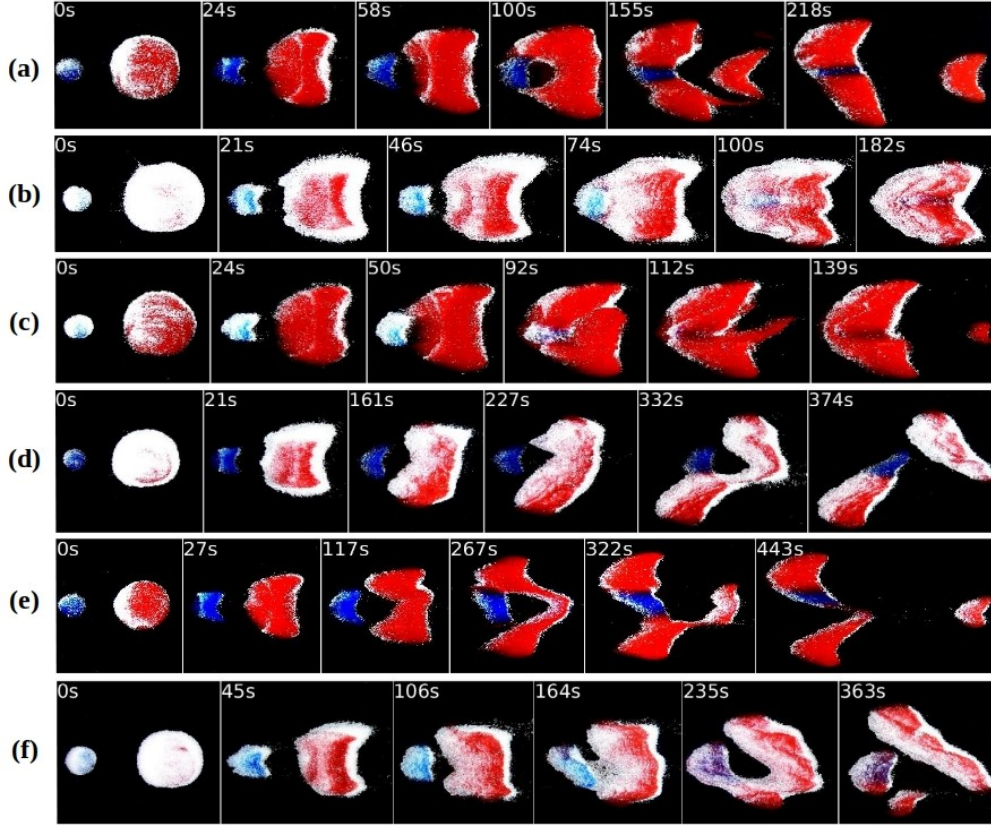 (a) 0s 24s 58s 100s 155s 218s
(b) 0s 21s 46s 74s 100s 182s
(c) 0s 24s 50s 92s 112s 139s
(d) 0s 21s 161s 227s 332s 374s
(e) 0s 27s 117s 267s 322s 443s
(f) 0s 45s 106s 164s 235s 363s